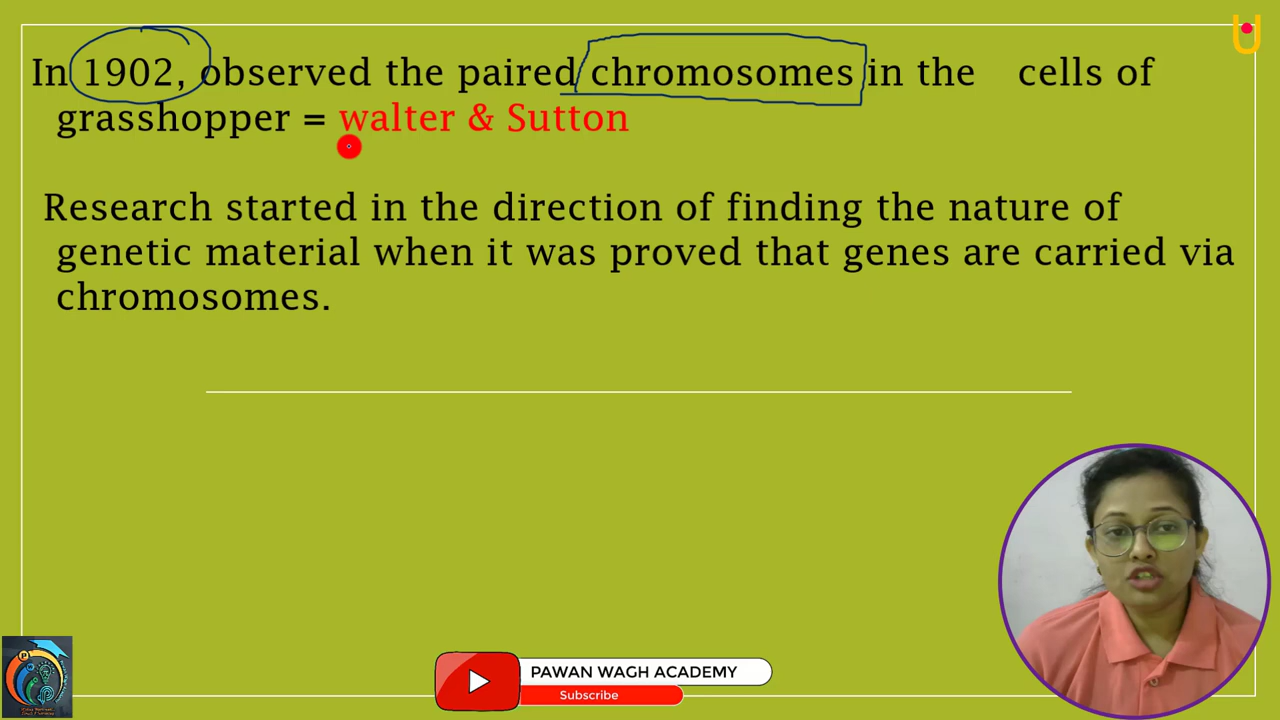 In 1902, observed the paired chromosomes in the cells of
grasshopper = walter & Sutton
Research started in the direction of finding the nature of
genetic material when it was proved that genes are carried via
chromosomes.
PAWAN WAGH ACADEMY
Subscribe